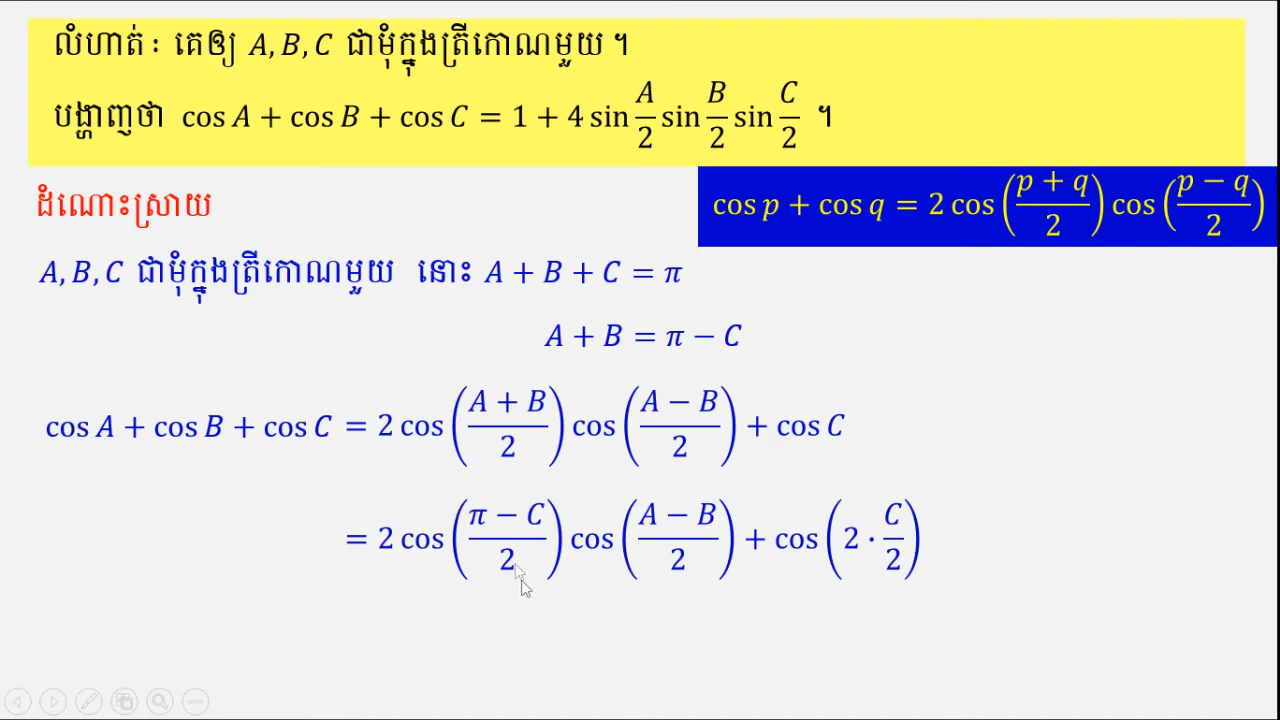 លំហាត់ៈ គេឲ្យ A, B, C ជាមុំក្នុងត្រីកោណមួយ ។
បង្ហាញថា cos A + cos B + cos C = 1 + 4 sin A/2 sin B/2 sin C/2 ។
cos p + cos q = 2 cos((p + q)/2) cos((p − q)/2)
ដំណោះស្រាយ
A, B, C ជាមុំក្នុងត្រីកោណមួយ នោះ A + B + C = π
A + B = π − C
cos A + cos B + cos C = 2 cos((A + B)/2) cos((A − B)/2) + cos C
= 2 cos((π − C)/2) cos((A − B)/2) + cos(2 · C/2)